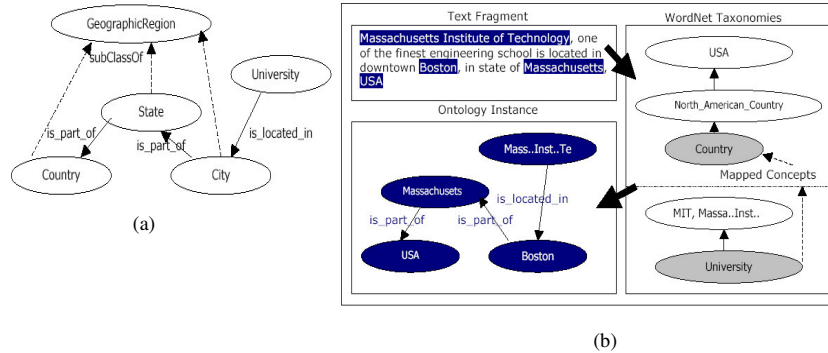 GeographicRegion
subClassOf
University
State
is_part_of
is_part_of
is_located_in
Country
City
(a)
Text Fragment
Massachusetts Institute of Technology, one
of the finest engineering school is located in
downtown Boston, in state of Massachusetts,
USA
Ontology Instance
Mass..Inst..Te
Massachusets
is_located_in
is_part_of
is_part_of
USA
Boston
WordNet Taxonomies
USA
North_American_Country
Country
Mapped Concepts
MIT, Massa..Inst..
University
(b)